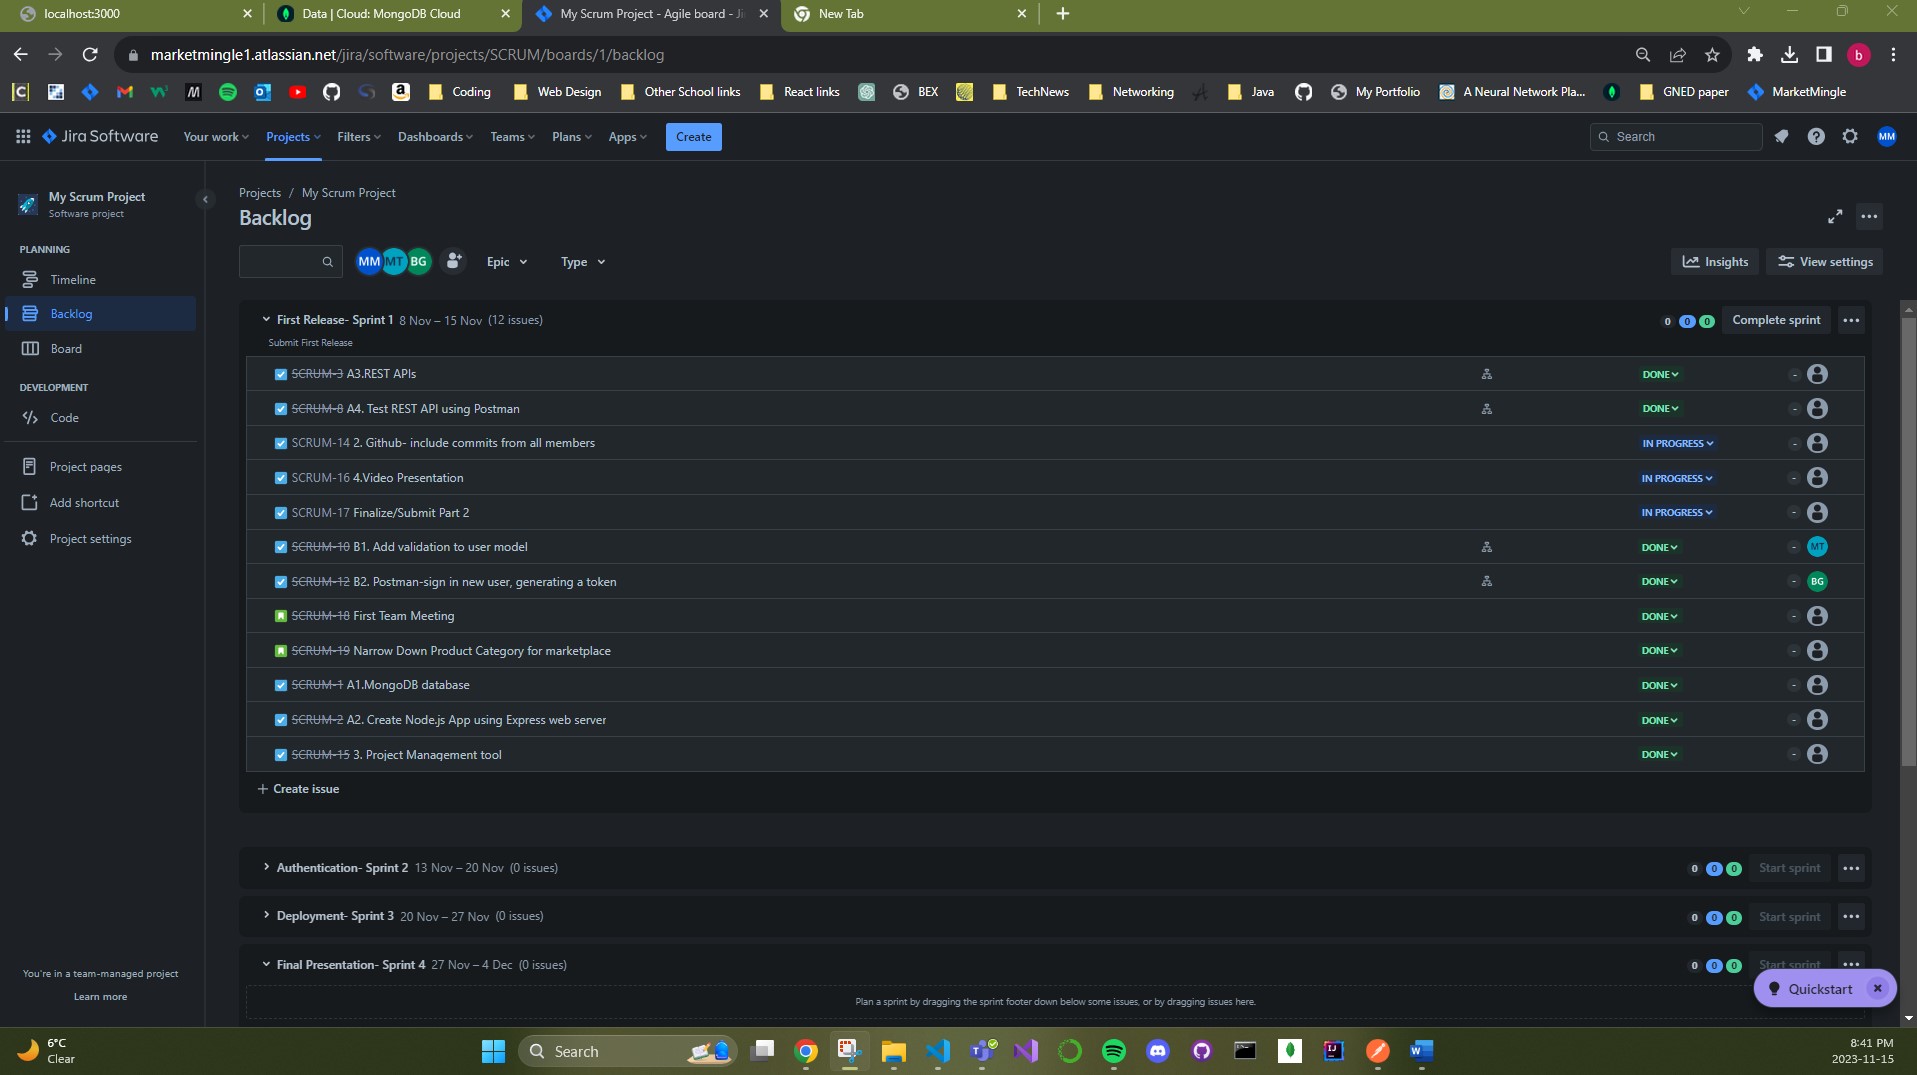 localhost:3000
Data | Cloud: MongoDB Cloud
My Scrum Project - Agile board - Ji
New Tab
marketmingle1.atlassian.net/jira/software/projects/SCRUM/boards/1/backlog
b
Coding
Web Design
Other School links
React links
BEX
TechNews
Networking
Java
My Portfolio
A Neural Network Pla...
GNED paper
MarketMingle
Jira Software
Your work
Projects
Filters
Dashboards
Teams
Plans
Apps
Create
Search
MM
My Scrum Project
Software project
PLANNING
Timeline
Backlog
Board
DEVELOPMENT
Code
Project pages
Add shortcut
Project settings
You're in a team-managed project
Learn more
Projects / My Scrum Project
Backlog
MM MT BG
Epic
Type
Insights
View settings
First Release- Sprint 1 8 Nov – 15 Nov (12 issues)
0 0 0 Complete sprint
Submit First Release
SCRUM-3 A3.REST APIs DONE -
SCRUM-8 A4. Test REST API using Postman DONE -
SCRUM-14 2. Github- include commits from all members IN PROGRESS -
SCRUM-16 4.Video Presentation IN PROGRESS -
SCRUM-17 Finalize/Submit Part 2 IN PROGRESS -
SCRUM-10 B1. Add validation to user model DONE - MT
SCRUM-12 B2. Postman-sign in new user, generating a token DONE - BG
SCRUM-18 First Team Meeting DONE -
SCRUM-19 Narrow Down Product Category for marketplace DONE -
SCRUM-1 A1.MongoDB database DONE -
SCRUM-2 A2. Create Node.js App using Express web server DONE -
SCRUM-15 3. Project Management tool DONE -
+ Create issue
Authentication- Sprint 2 13 Nov – 20 Nov (0 issues) 0 0 0 Start sprint
Deployment- Sprint 3 20 Nov – 27 Nov (0 issues) 0 0 0 Start sprint
Final Presentation- Sprint 4 27 Nov – 4 Dec (0 issues) 0 0 0 Start sprint
Plan a sprint by dragging the sprint footer down below some issues, or by dragging issues here.
Quickstart
6°C
Clear
Search
8:41 PM
2023-11-15